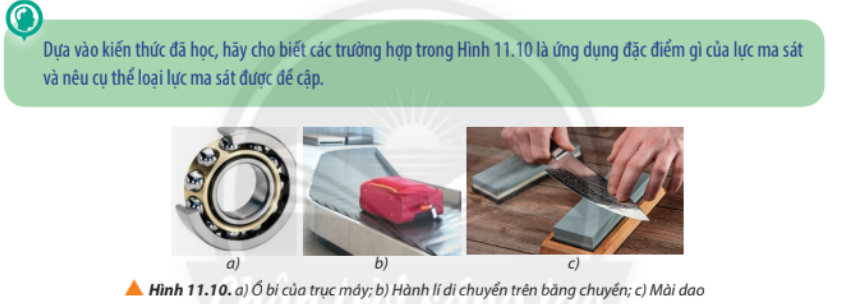 Dựa vào kiến thức đã học, hãy cho biết các trường hợp trong Hình 11.10 là ứng dụng đặc điểm gì của lực ma sát
và nêu cụ thể loại lực ma sát được đề cập.
a)
b)
c)
Hình 11.10. a) Ổ bi của trục máy; b) Hành lí di chuyển trên băng chuyền; c) Mài dao